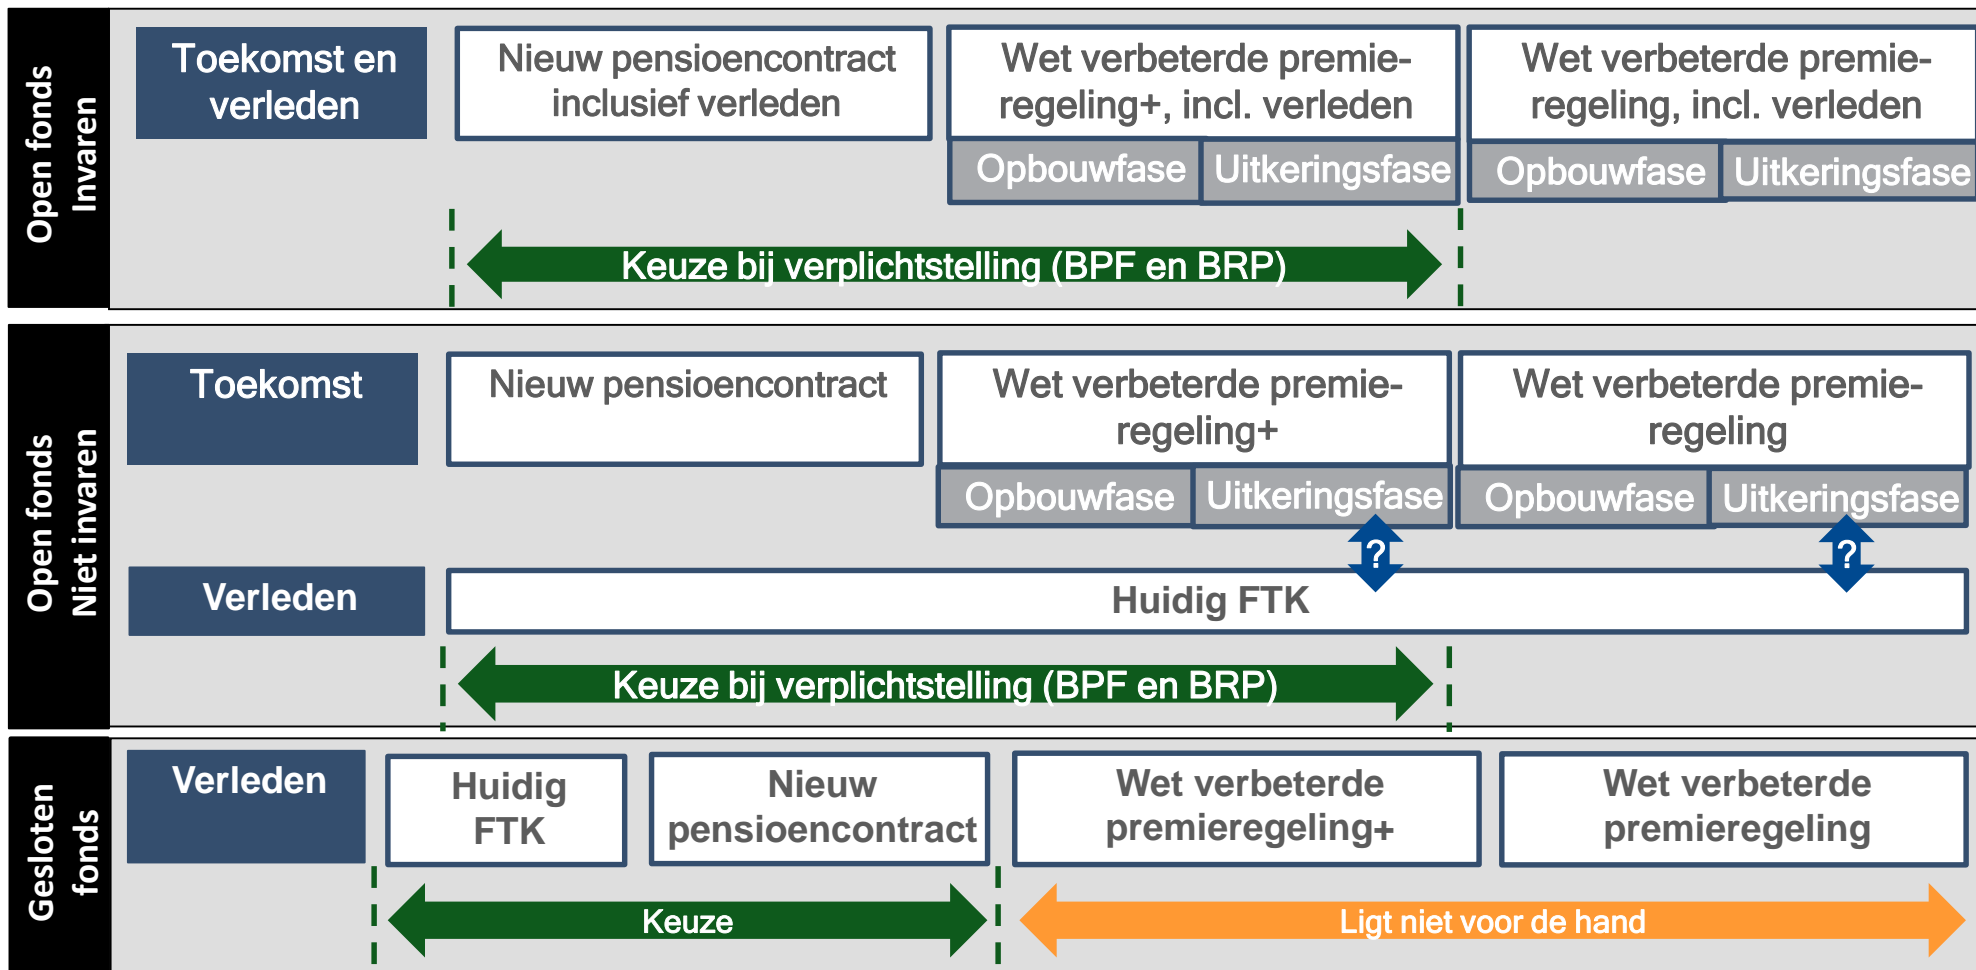 Open fonds
Invaren
Toekomst en
verleden
Nieuw pensioencontract
inclusief verleden
Wet verbeterde premie-
regeling+, incl. verleden
Opbouwfase
Uitkeringsfase
Wet verbeterde premie-
regeling, incl. verleden
Opbouwfase
Uitkeringsfase
Keuze bij verplichtstelling (BPF en BRP)
Open fonds
Niet invaren
Toekomst
Nieuw pensioencontract
Wet verbeterde premie-
regeling+
Opbouwfase
Uitkeringsfase
Wet verbeterde premie-
regeling
Opbouwfase
Uitkeringsfase
?
?
Verleden
Huidig FTK
Keuze bij verplichtstelling (BPF en BRP)
Gesloten
fonds
Verleden
Huidig
FTK
Nieuw
pensioencontract
Wet verbeterde
premieregeling+
Wet verbeterde
premieregeling
Keuze
Ligt niet voor de hand